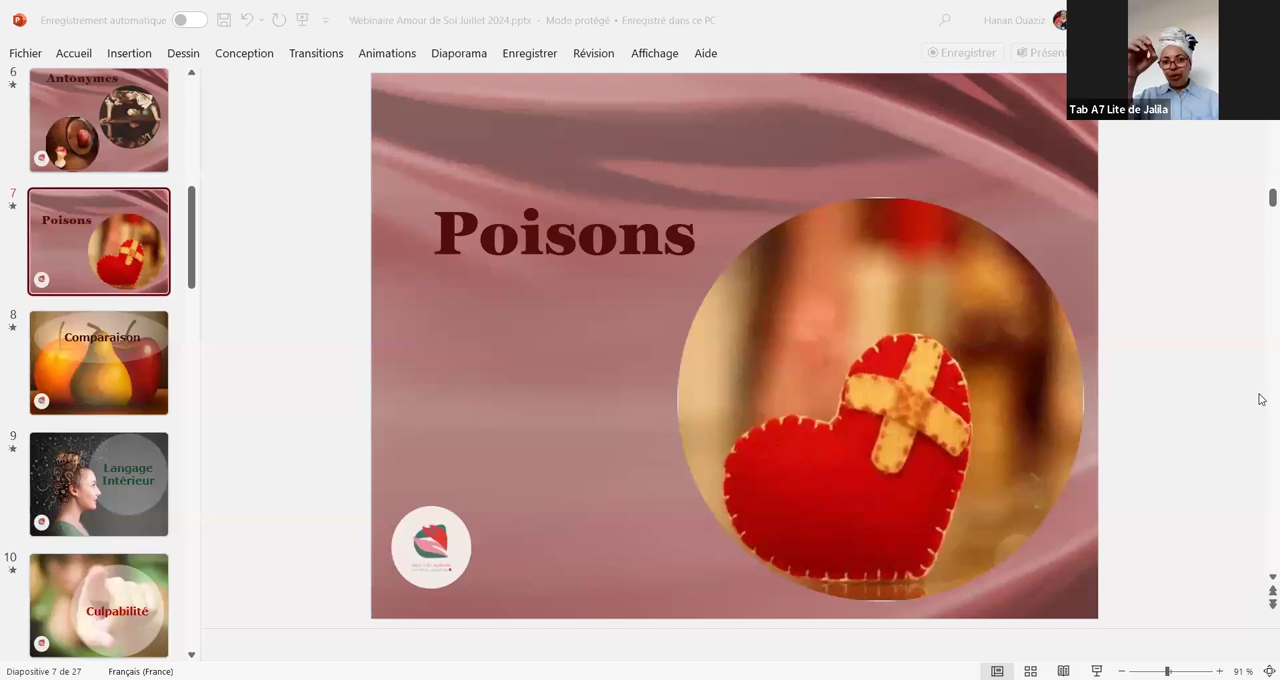 Enregistrement automatique
Webinaire Amour de Soi Juillet 2024.pptx - Mode protégé • Enregistré dans ce PC
Hanan Ouaziz
Fichier Accueil Insertion Dessin Conception Transitions Animations Diaporama Enregistrer Révision Affichage Aide
Enregistrer
Tab A7 Lite de Jalila
6
Antonymes
7
Poisons
8
Comparaison
9
Langage
Intérieur
10
Culpabilité
Poisons
Diapositive 7 de 27 Français (France)
91 %